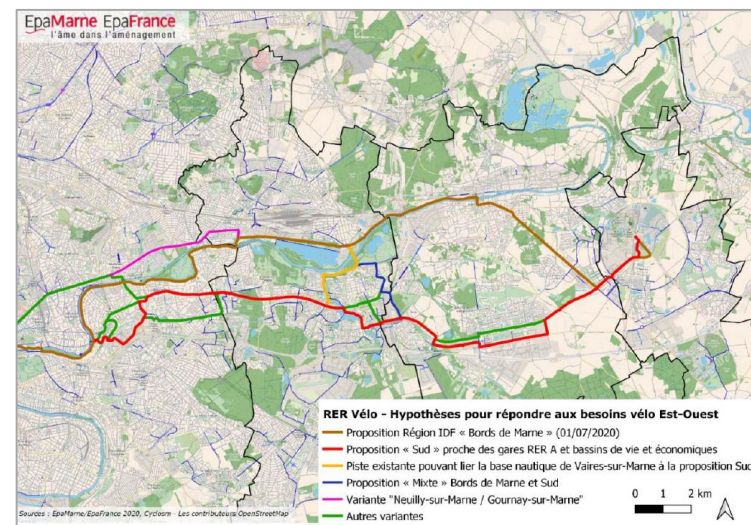 EpaMarne EpaFrance
l'âme dans l'aménagement
RER Vélo - Hypothèses pour répondre aux besoins vélo Est-Ouest
Proposition Région IDF « Bords de Marne » (01/07/2020)
Proposition « Sud » proche des gares RER A et bassins de vie et économiques
Piste existante pouvant lier la base nautique de Vaires-sur-Marne à la proposition Sud
Proposition « Mixte » Bords de Marne et Sud
Variante "Neuilly-sur-Marne / Gournay-sur-Marne"
Autres variantes
0 1 2 km
Sources : EpaMarne/EpaFrance 2020, Cyclosm - Les contributeurs OpenStreetMap